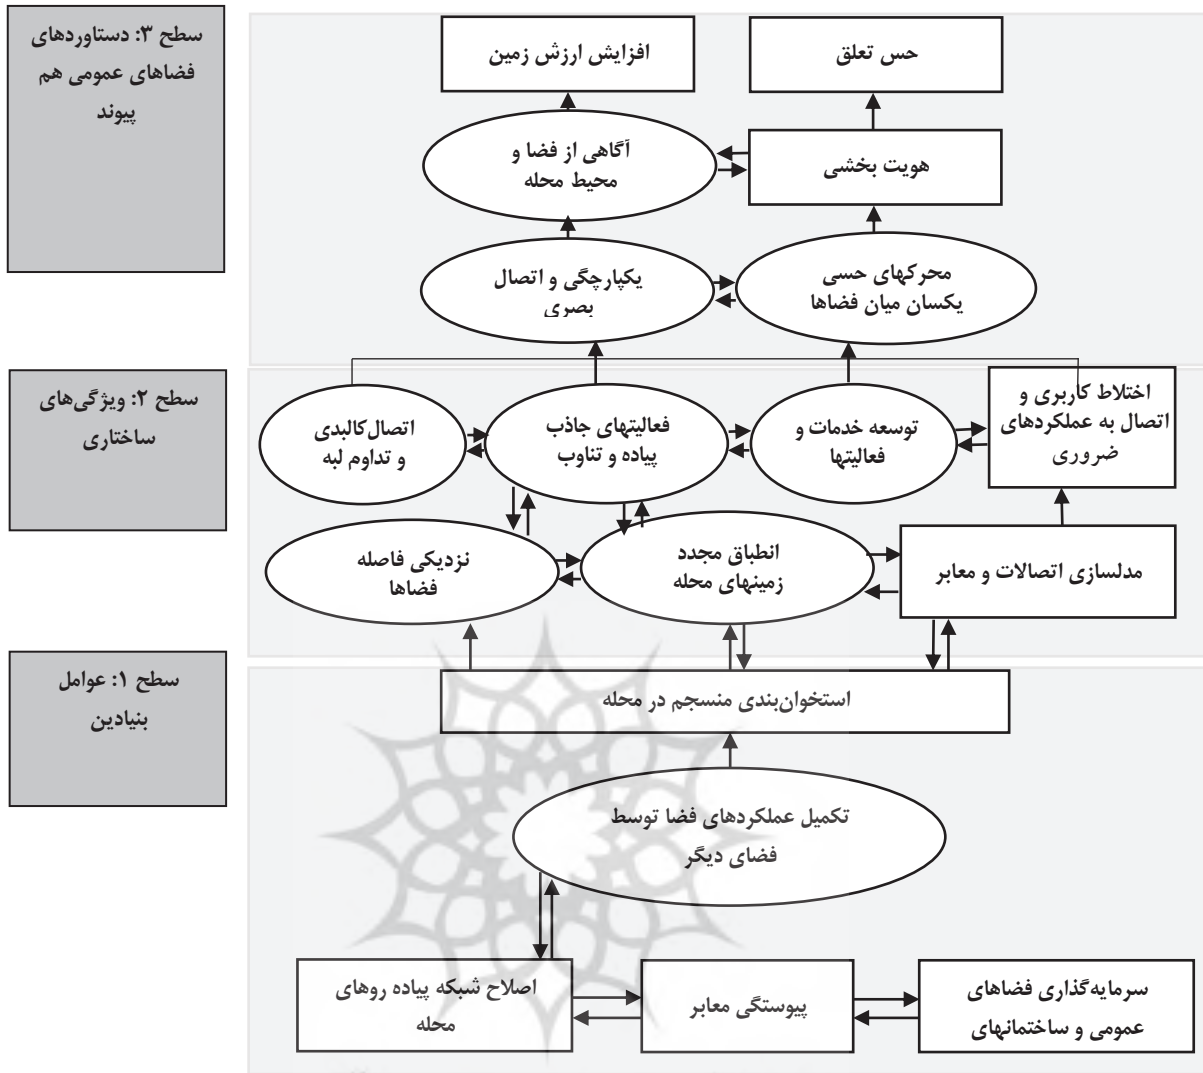 سطح ۳: دستاوردهای
فضاهای عمومی هم
پیوند
حس تعلق
افزایش ارزش زمین
هویت بخشی
آگاهی از فضا و
محیط محله
محرکهای حسی
یکسان میان فضاها
یکپارچگی و اتصال
بصری
سطح ۲: ویژگی‌های
ساختاری
اختلاط کاربری و
اتصال به عملکردهای
ضروری
توسعه خدمات و
فعالیتها
فعالیتهای جاذب
پیاده و تناوب
اتصال‌کالبدی
و تداوم لبه
مدلسازی اتصالات و معابر
انطباق مجدد
زمینهای محله
نزدیکی فاصله
فضاها
سطح ۱: عوامل
بنیادین
استخوان‌بندی منسجم در محله
تکمیل عملکردهای فضا توسط
فضای دیگر
سرمایه‌گذاری فضاهای
عمومی و ساختمانهای
پیوستگی معابر
اصلاح شبکه پیاده روهای
محله